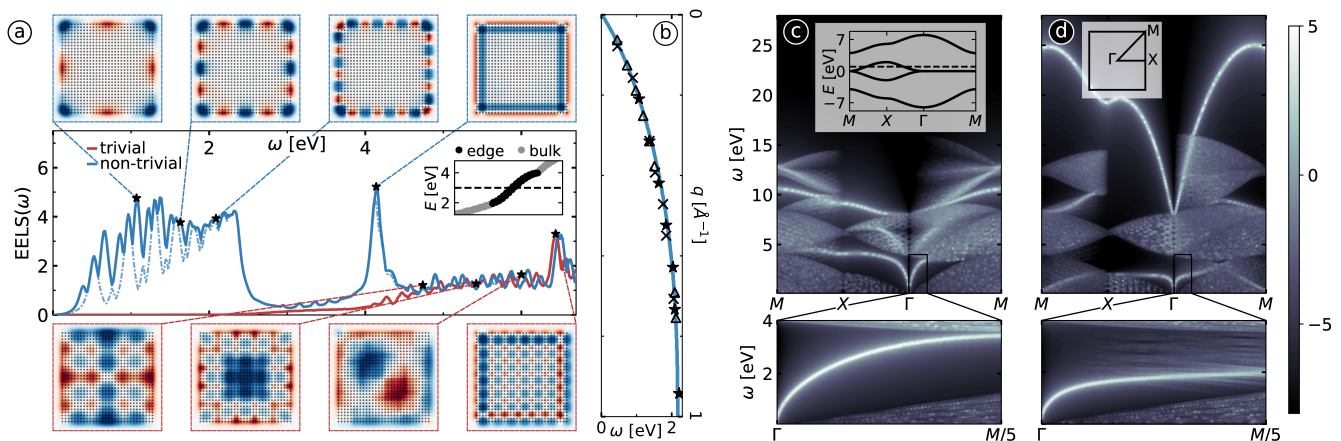 a
trivial
non-trivial
2
ω [eV]
4
6
4
2
0
EELS(ω)
edge
bulk
4
2
E [eV]
b
0
q [Å⁻¹]
1
0
ω [eV]
2
c
25
20
15
10
5
ω [eV]
7
0
−7
E [eV]
M
X
Γ
M
M
X
Γ
M
4
2
ω [eV]
Γ
M/5
d
M
Γ
X
M
X
Γ
M
Γ
M/5
5
0
−5